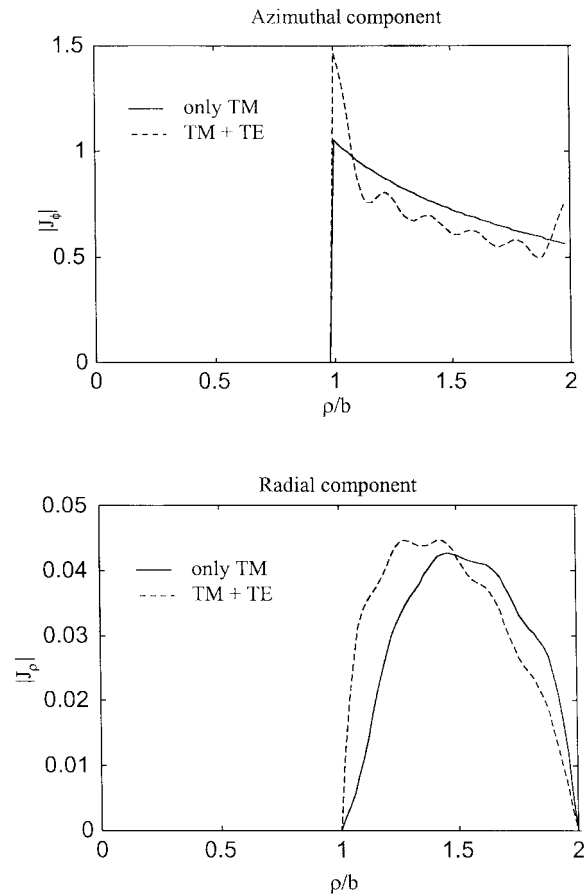 Azimuthal component
1.5
only TM
TM + TE
1
|J_ϕ|
0.5
0
0 0.5 1 1.5 2
ρ/b
Radial component
0.05
only TM
0.04
TM + TE
0.03
|J_ρ|
0.02
0.01
0
0 0.5 1 1.5 2
ρ/b